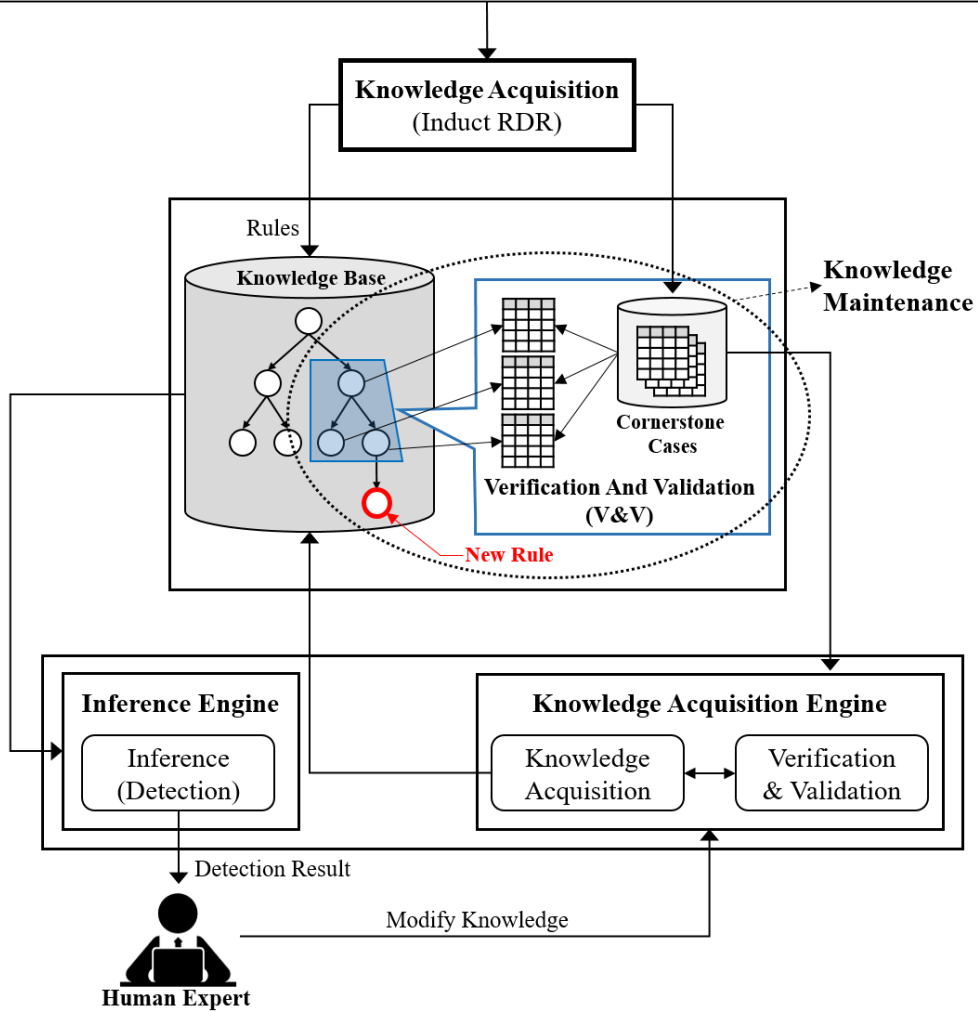 Knowledge Acquisition
(Induct RDR)
Rules
Knowledge Base
Knowledge
Maintenance
Cornerstone
Cases
Verification And Validation
(V&V)
New Rule
Inference Engine
Inference
(Detection)
Knowledge Acquisition Engine
Knowledge
Acquisition
Verification
& Validation
Detection Result
Modify Knowledge
Human Expert